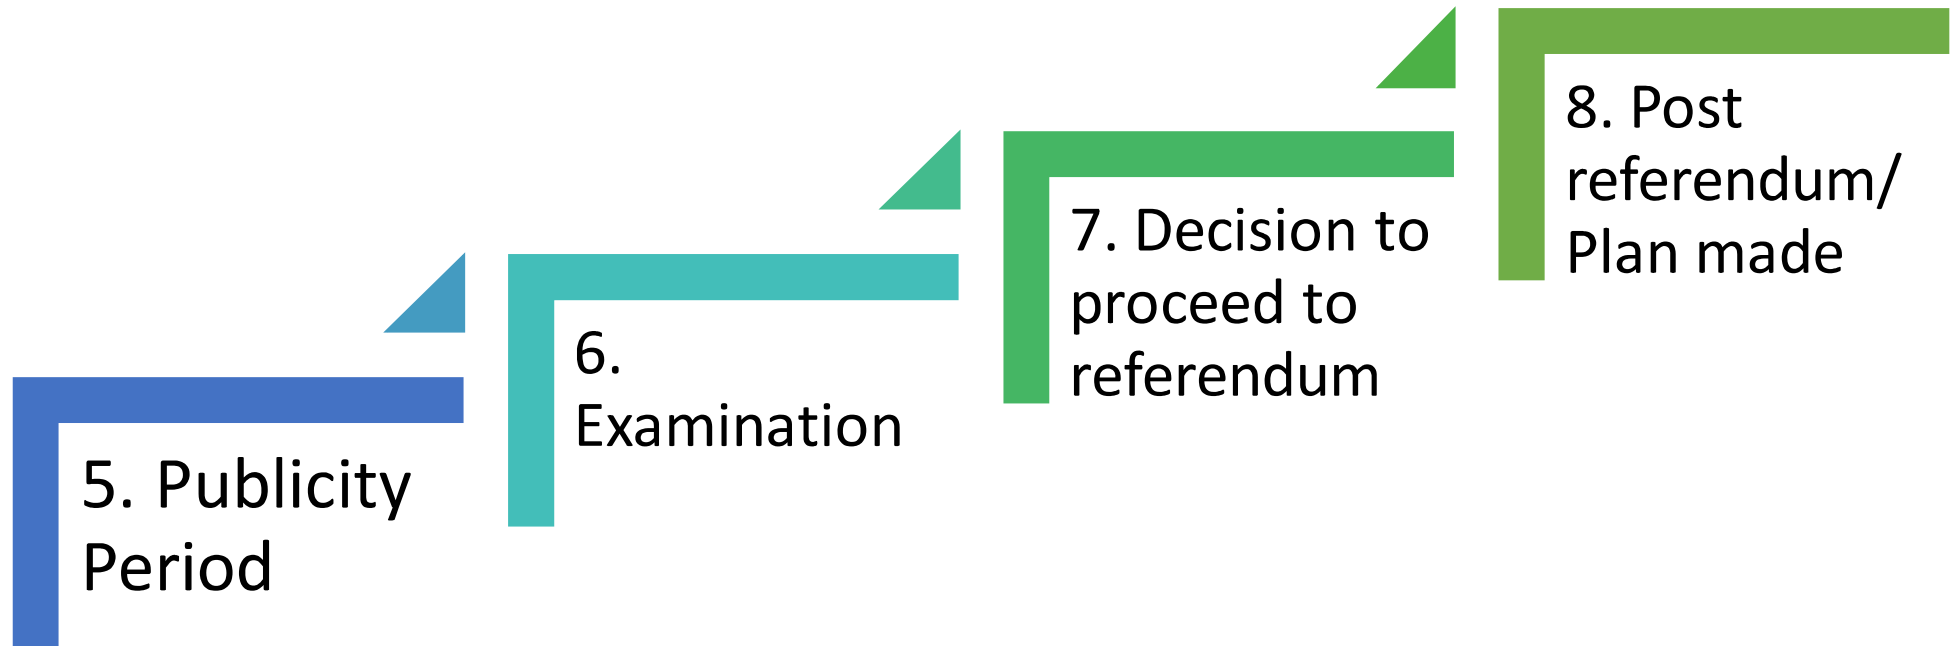 5. Publicity
Period
6.
Examination
7. Decision to
proceed to
referendum
8. Post
referendum/
Plan made